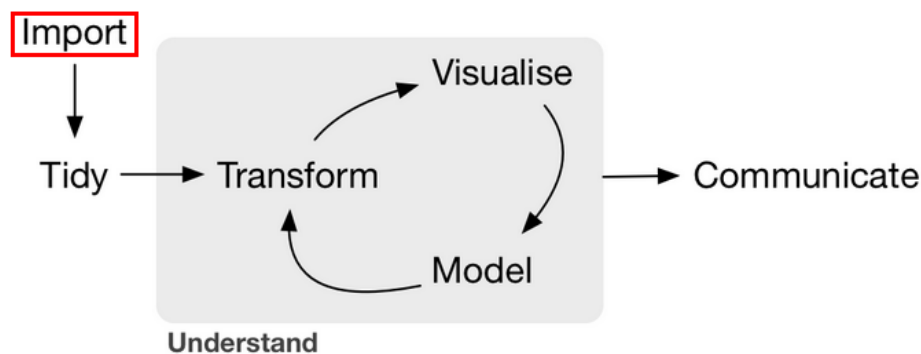 Import
Visualise
Tidy
Transform
Communicate
Model
Understand